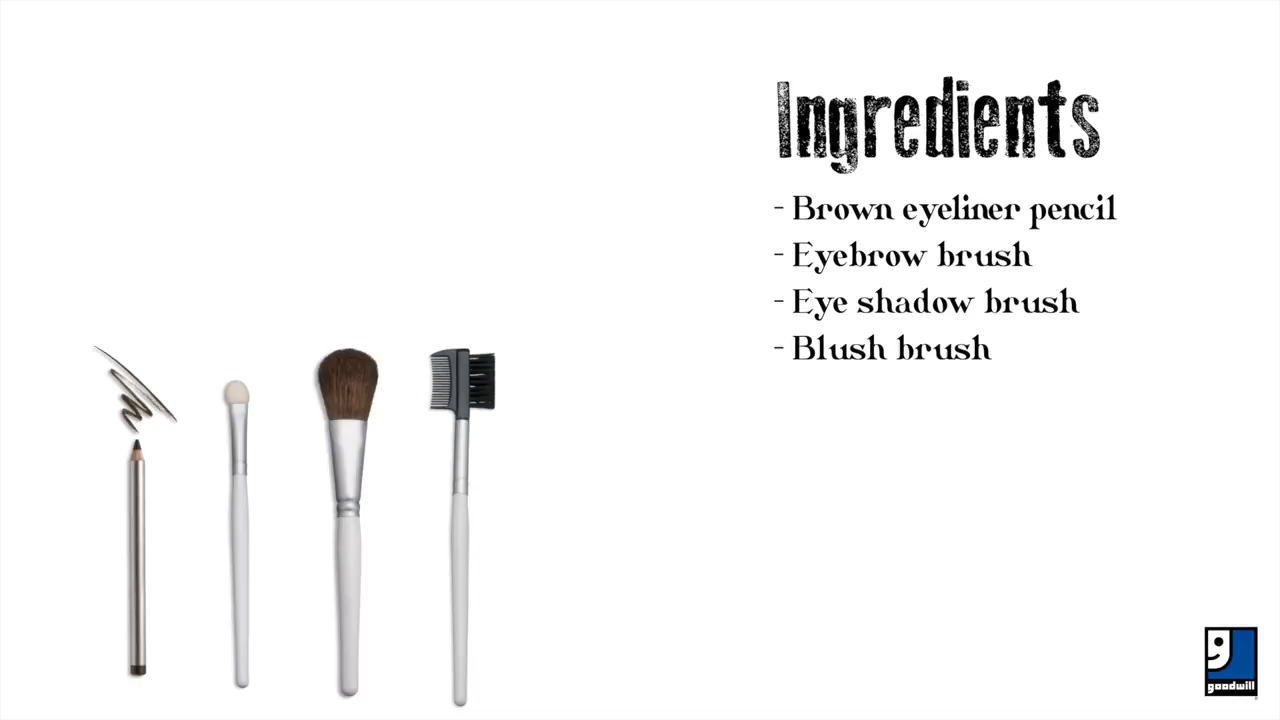 Ingredients
- Brown eyeliner pencil
- Eyebrow brush
- Eye shadow brush
- Blush brush
goodwill